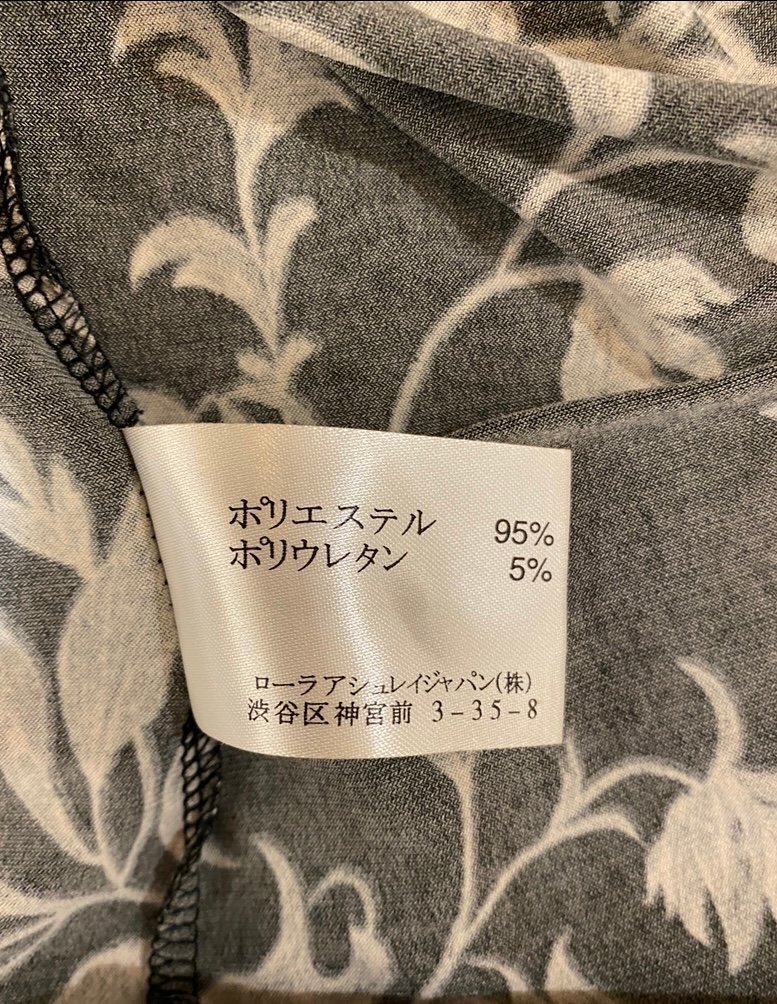 ポリエステル 95%
ポリウレタン 5%
ローラアシュレイジャパン(株)
渋谷区神宮前 3-35-8